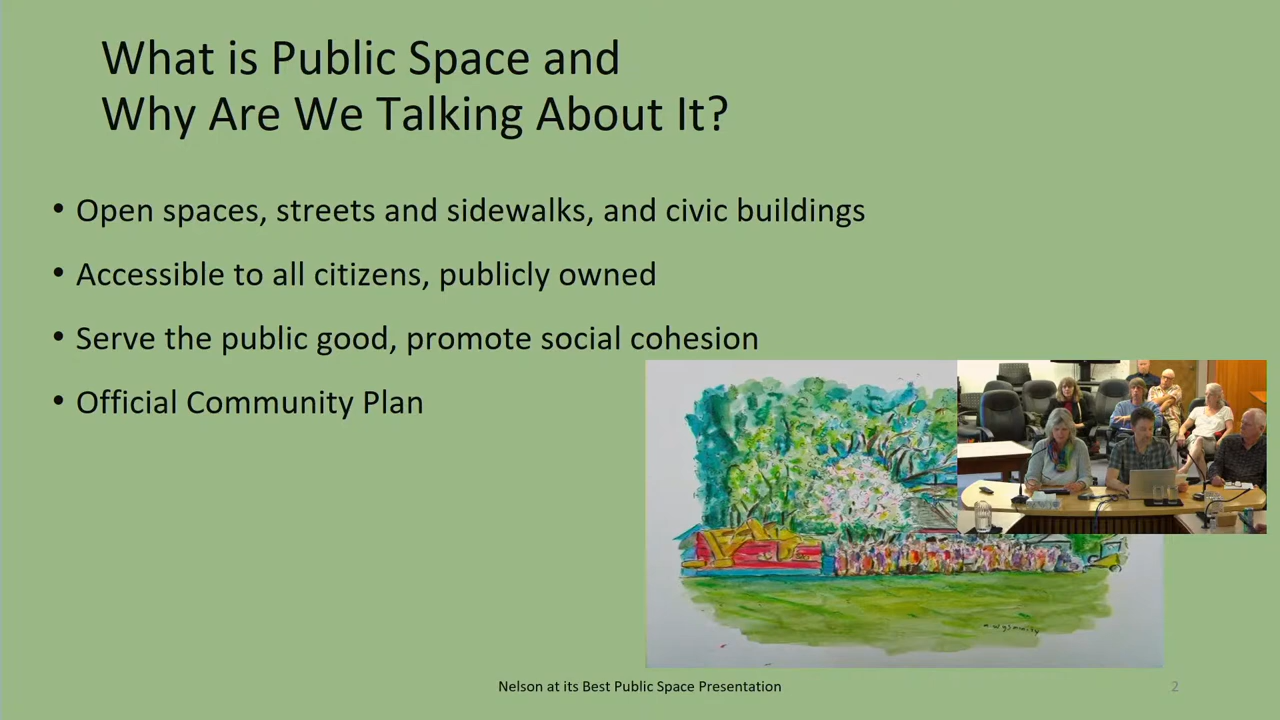 What is Public Space and
Why Are We Talking About It?
• Open spaces, streets and sidewalks, and civic buildings
• Accessible to all citizens, publicly owned
• Serve the public good, promote social cohesion
• Official Community Plan
Nelson at its Best Public Space Presentation
2